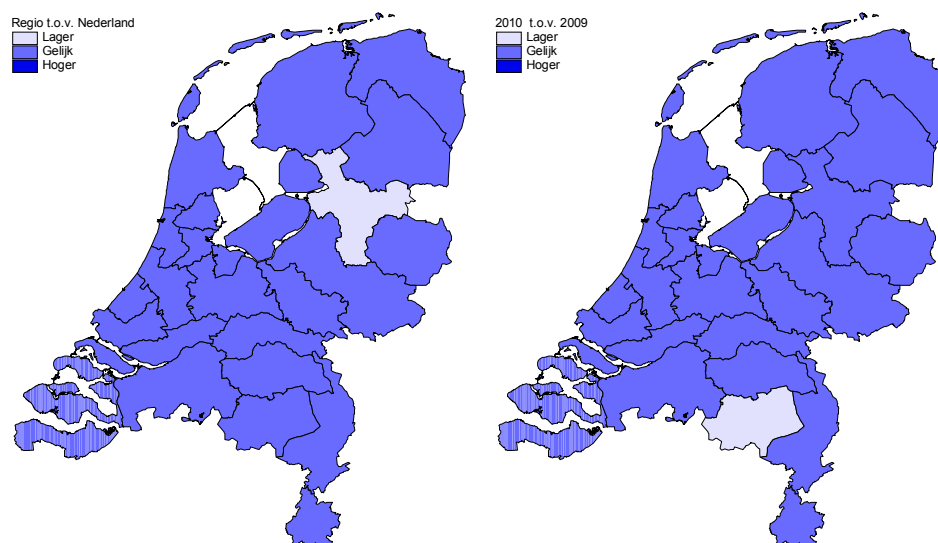 Regio t.o.v. Nederland
Lager
Gelijk
Hoger
2010 t.o.v. 2009
Lager
Gelijk
Hoger